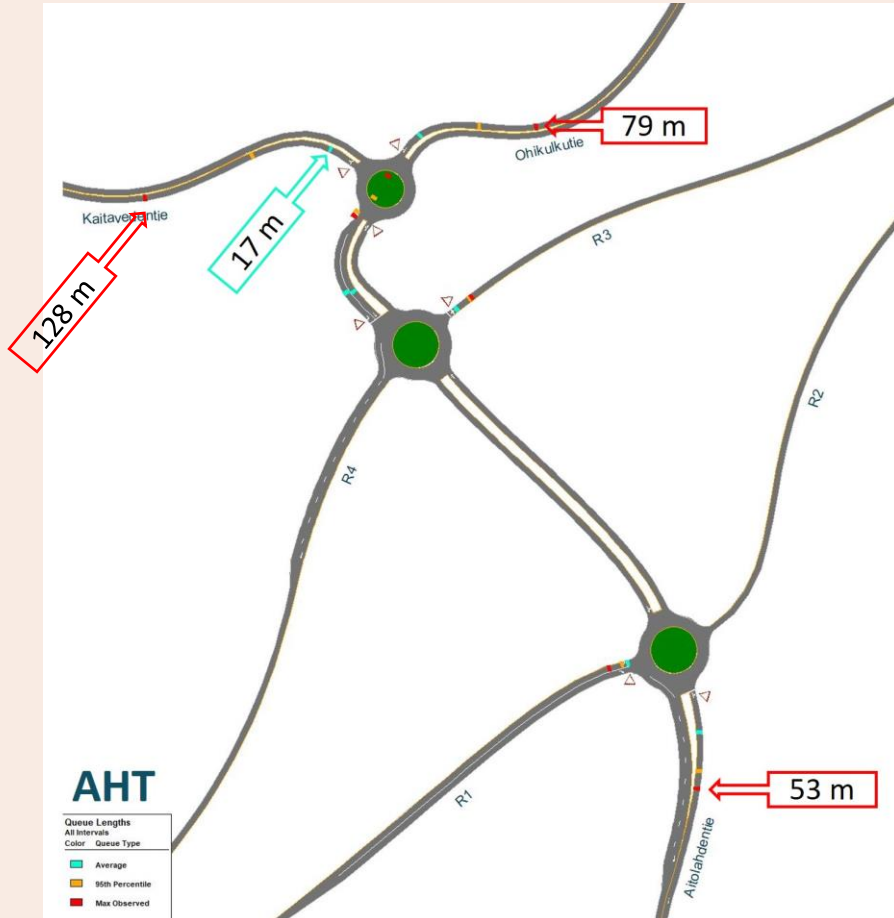 79 m
Ohikulkutie
Kaitavedentie
17 m
128 m
R3
R2
R4
53 m
R1
Aitolahdentie
AHT
Queue Lengths
All Intervals
Color Queue Type
Average
95th Percentile
Max Observed